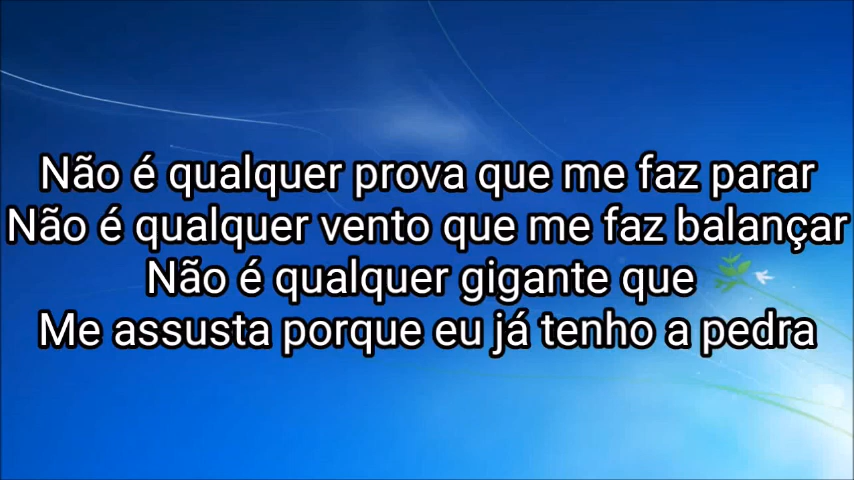 Não é qualquer prova que me faz parar
Não é qualquer vento que me faz balançar
Não é qualquer gigante que
Me assusta porque eu já tenho a pedra